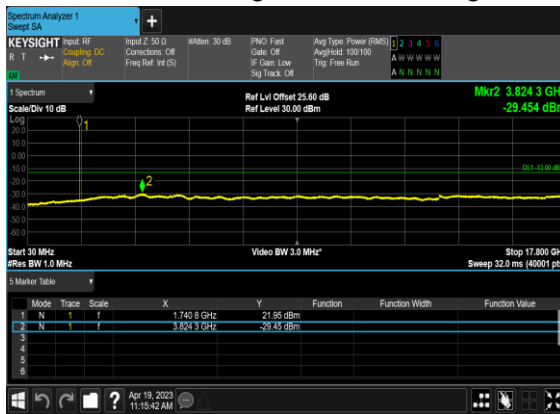 Spectrum Analyzer 1
Swept SA
+
KEYSIGHT Input: RF Input Z: 50 Ω #Atten: 30 dB PNO: Fast Avg Type: Power (RMS) 1 2 3 4 5 6
R T Coupling: DC Corrections: Off Gate: Off Avg|Hold: 100/100 A W W W W W
Align: Off Freq Ref: Int (S) IF Gain: Low Trig: Free Run
LXI Sig Track: Off A N N N N N
1 Spectrum Ref Lvl Offset 25.60 dB Mkr2 3.824 3 GH
Scale/Div 10 dB Ref Level 30.00 dBm -29.454 dBr
Log
20.0 1
10.0
0.00
-10.0 DL1 -13.00 dB
-20.0 2
-30.0
-40.0
-50.0
-60.0
Start 30 MHz Video BW 3.0 MHz* Stop 17.800 GH
#Res BW 1.0 MHz Sweep 32.0 ms (40001 pt
5 Marker Table
Mode Trace Scale X Y Function Function Width Function Value
1 N 1 f 1.740 8 GHz 21.95 dBm
2 N 1 f 3.824 3 GHz -29.45 dBm
3
4
5
6
? Apr 19, 2023
11:15:42 AM